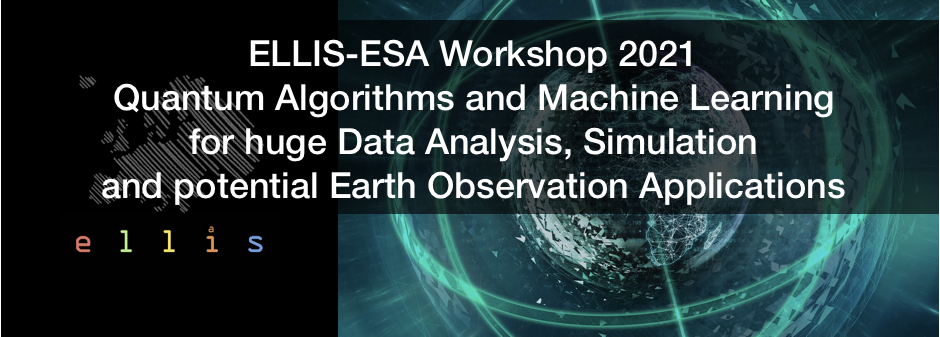 ELLIS-ESA Workshop 2021
Quantum Algorithms and Machine Learning
for huge Data Analysis, Simulation
and potential Earth Observation Applications
e l l i s